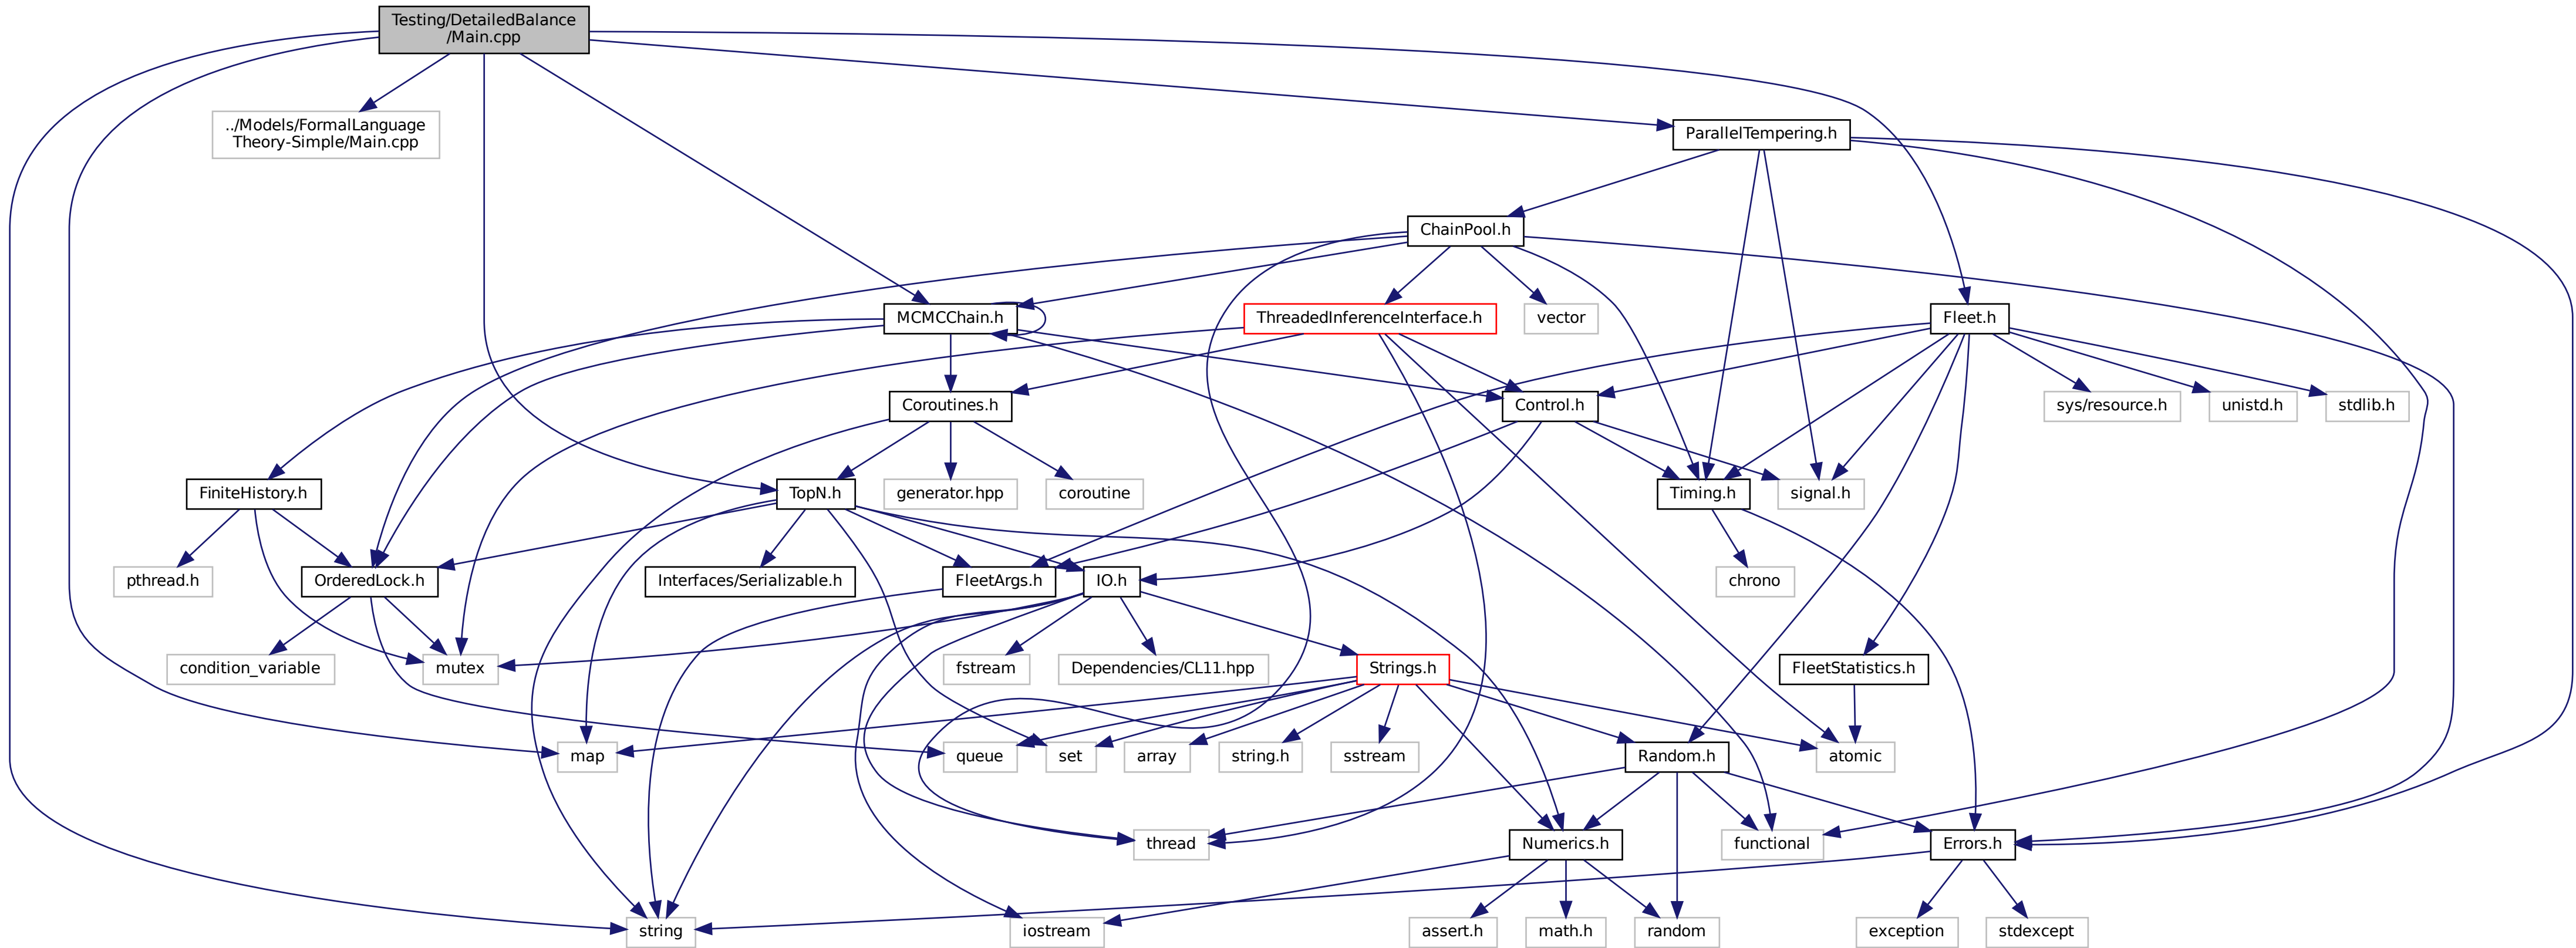 Testing/DetailedBalance
/Main.cpp
../Models/FormalLanguage
Theory-Simple/Main.cpp
ParallelTempering.h
ChainPool.h
MCMCChain.h
ThreadedInferenceInterface.h
vector
Fleet.h
Coroutines.h
Control.h
sys/resource.h
unistd.h
stdlib.h
FiniteHistory.h
TopN.h
generator.hpp
coroutine
Timing.h
signal.h
pthread.h
OrderedLock.h
Interfaces/Serializable.h
FleetArgs.h
IO.h
chrono
condition_variable
mutex
fstream
Dependencies/CL11.hpp
Strings.h
FleetStatistics.h
map
queue
set
array
string.h
sstream
Random.h
atomic
thread
Numerics.h
functional
Errors.h
string
iostream
assert.h
math.h
random
exception
stdexcept